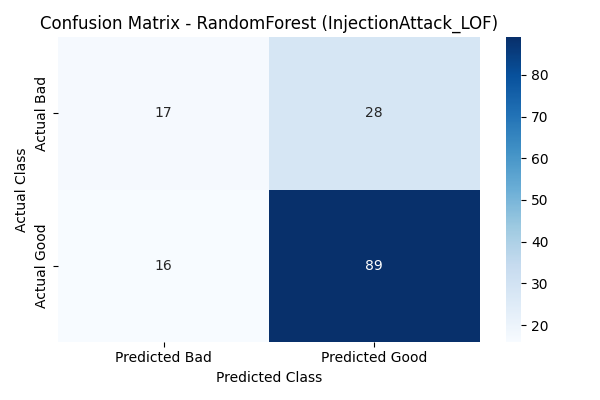 Confusion Matrix - RandomForest (InjectionAttack_LOF)
Actual Class
Actual Bad
17
28
Actual Good
16
89
Predicted Bad
Predicted Good
Predicted Class
80
70
60
50
40
30
20